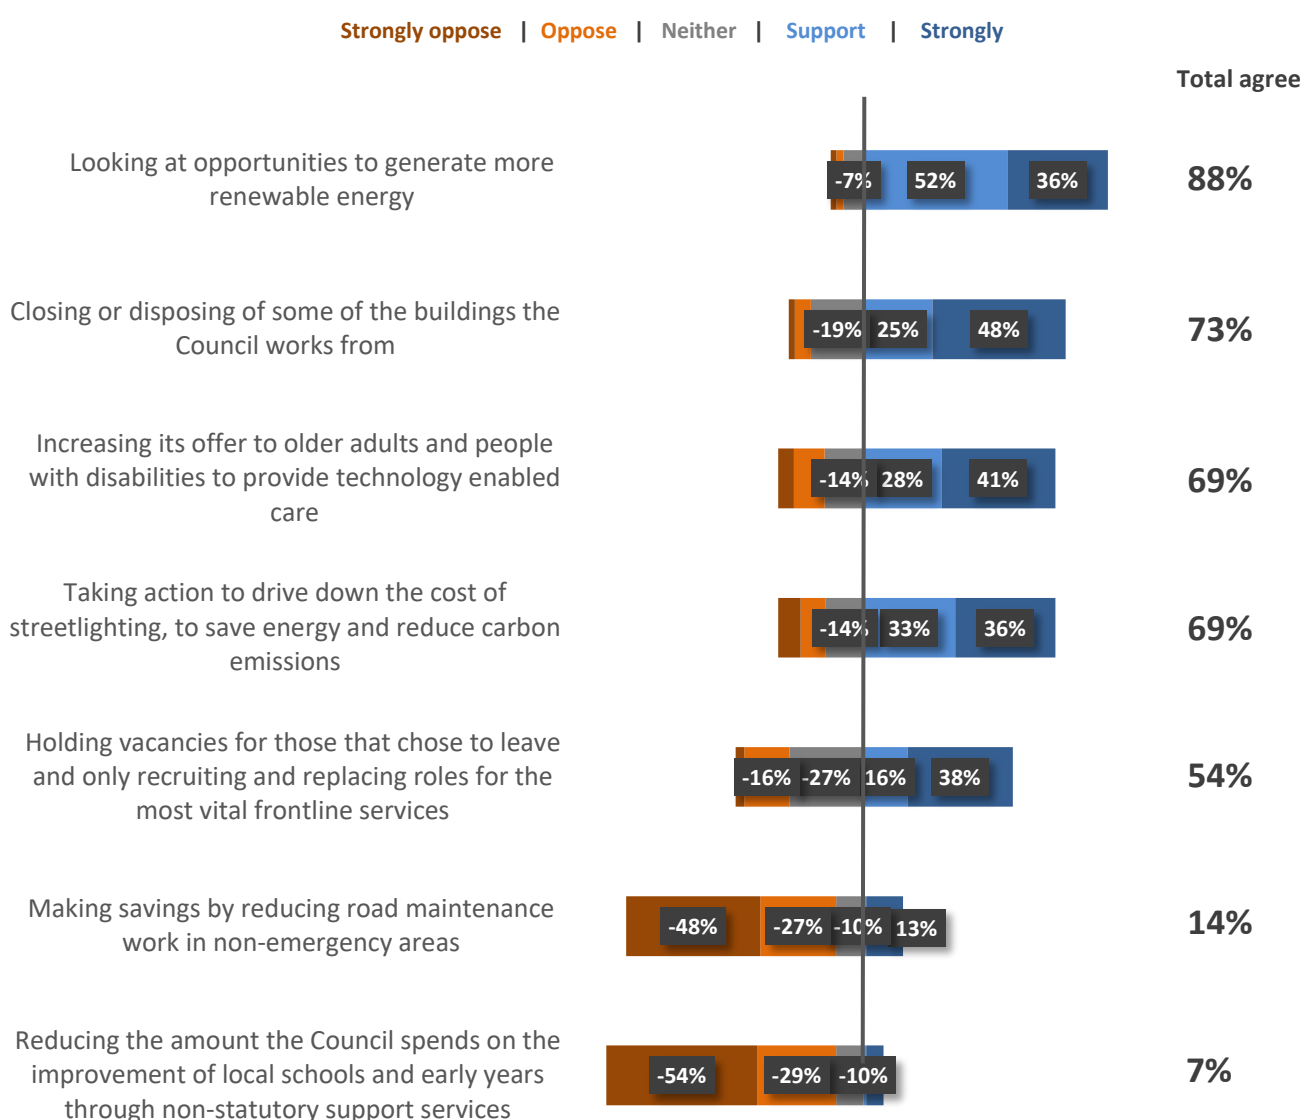 Strongly oppose | Oppose | Neither | Support | Strongly
Total agree
Looking at opportunities to generate more
renewable energy
-7% 52% 36% 88%
Closing or disposing of some of the buildings the
Council works from
-19% 25% 48% 73%
Increasing its offer to older adults and people
with disabilities to provide technology enabled
care
-14% 28% 41% 69%
Taking action to drive down the cost of
streetlighting, to save energy and reduce carbon
emissions
-14% 33% 36% 69%
Holding vacancies for those that chose to leave
and only recruiting and replacing roles for the
most vital frontline services
-16% -27% 16% 38% 54%
Making savings by reducing road maintenance
work in non-emergency areas
-48% -27% -10% 13% 14%
Reducing the amount the Council spends on the
improvement of local schools and early years
through non-statutory support services
-54% -29% -10% 7%